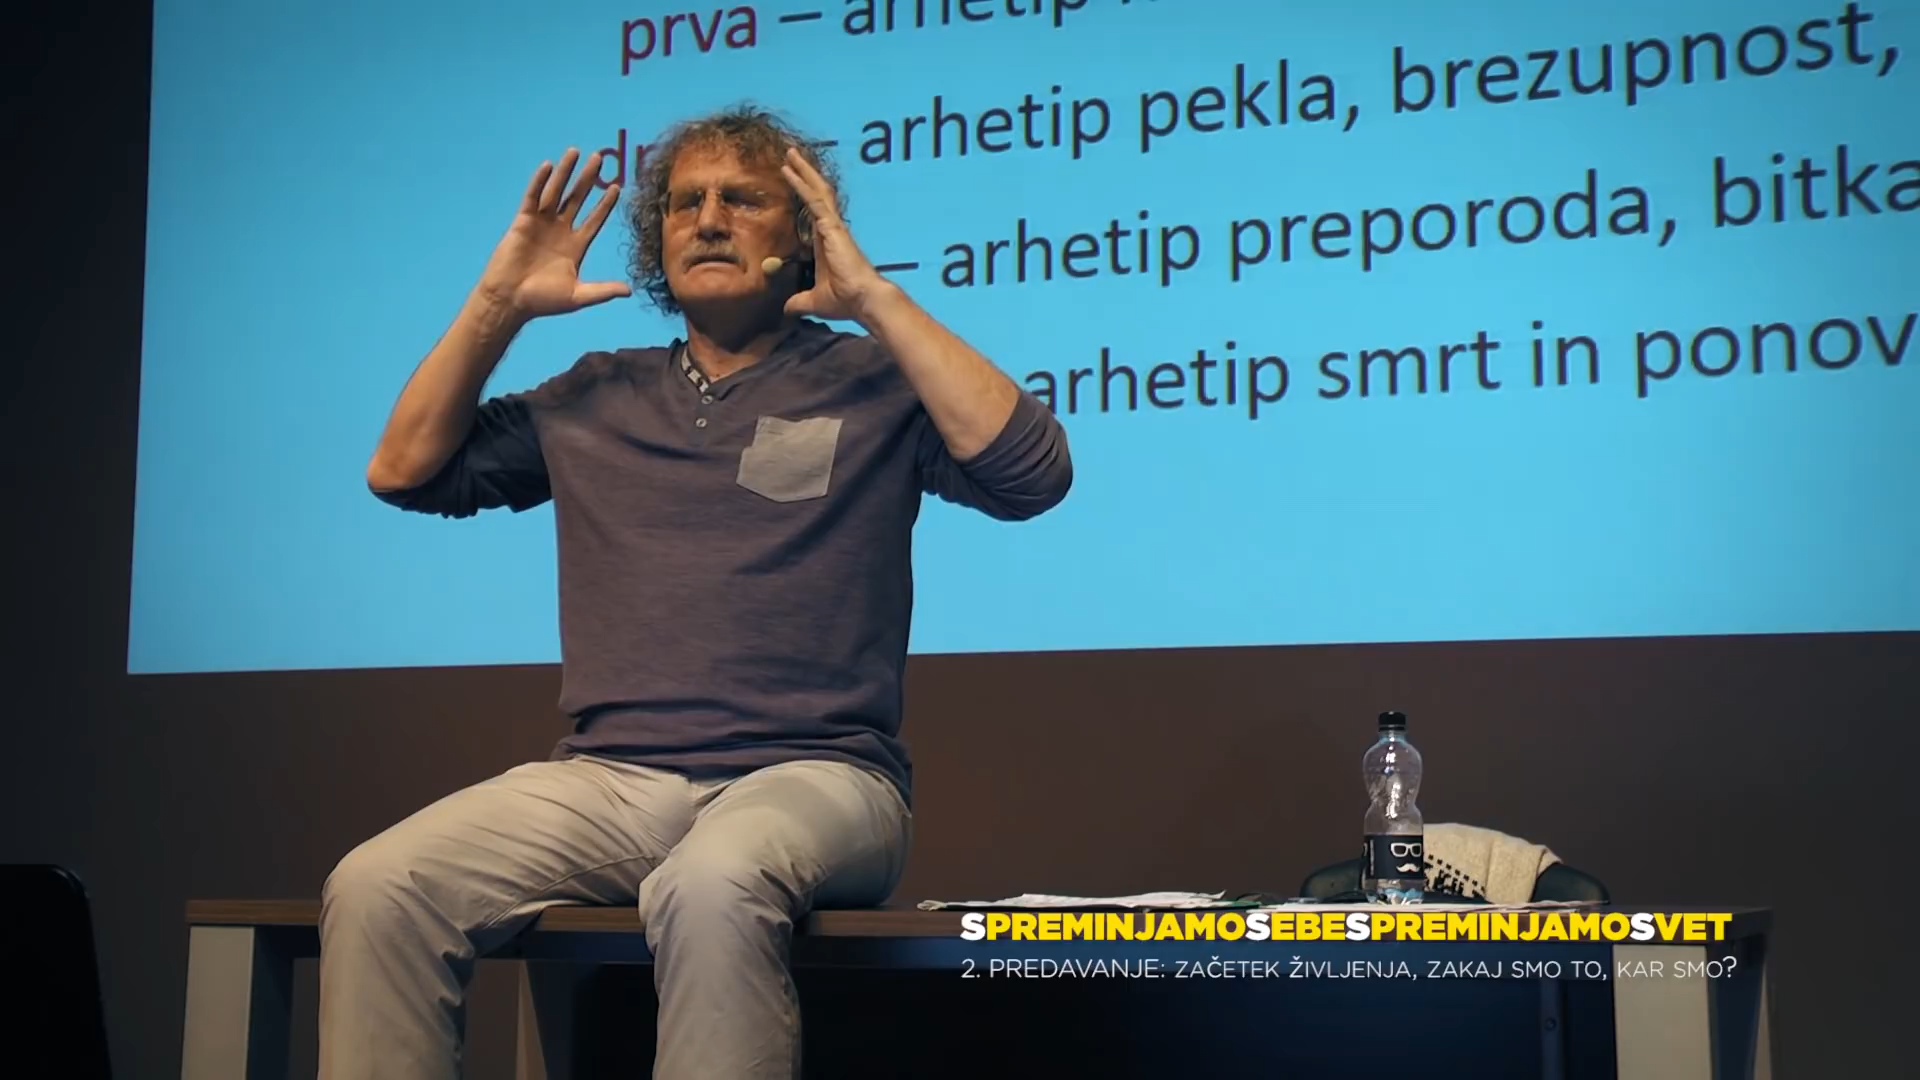 prva – arhetip
– arhetip pekla, brezupnost,
– arhetip preporoda, bitka
arhetip smrt in ponov
SPREMINJAMOSEBESPREMINJAMOSVET
2. PREDAVANJE: ZAČETEK ŽIVLJENJA, ZAKAJ SMO TO, KAR SMO?